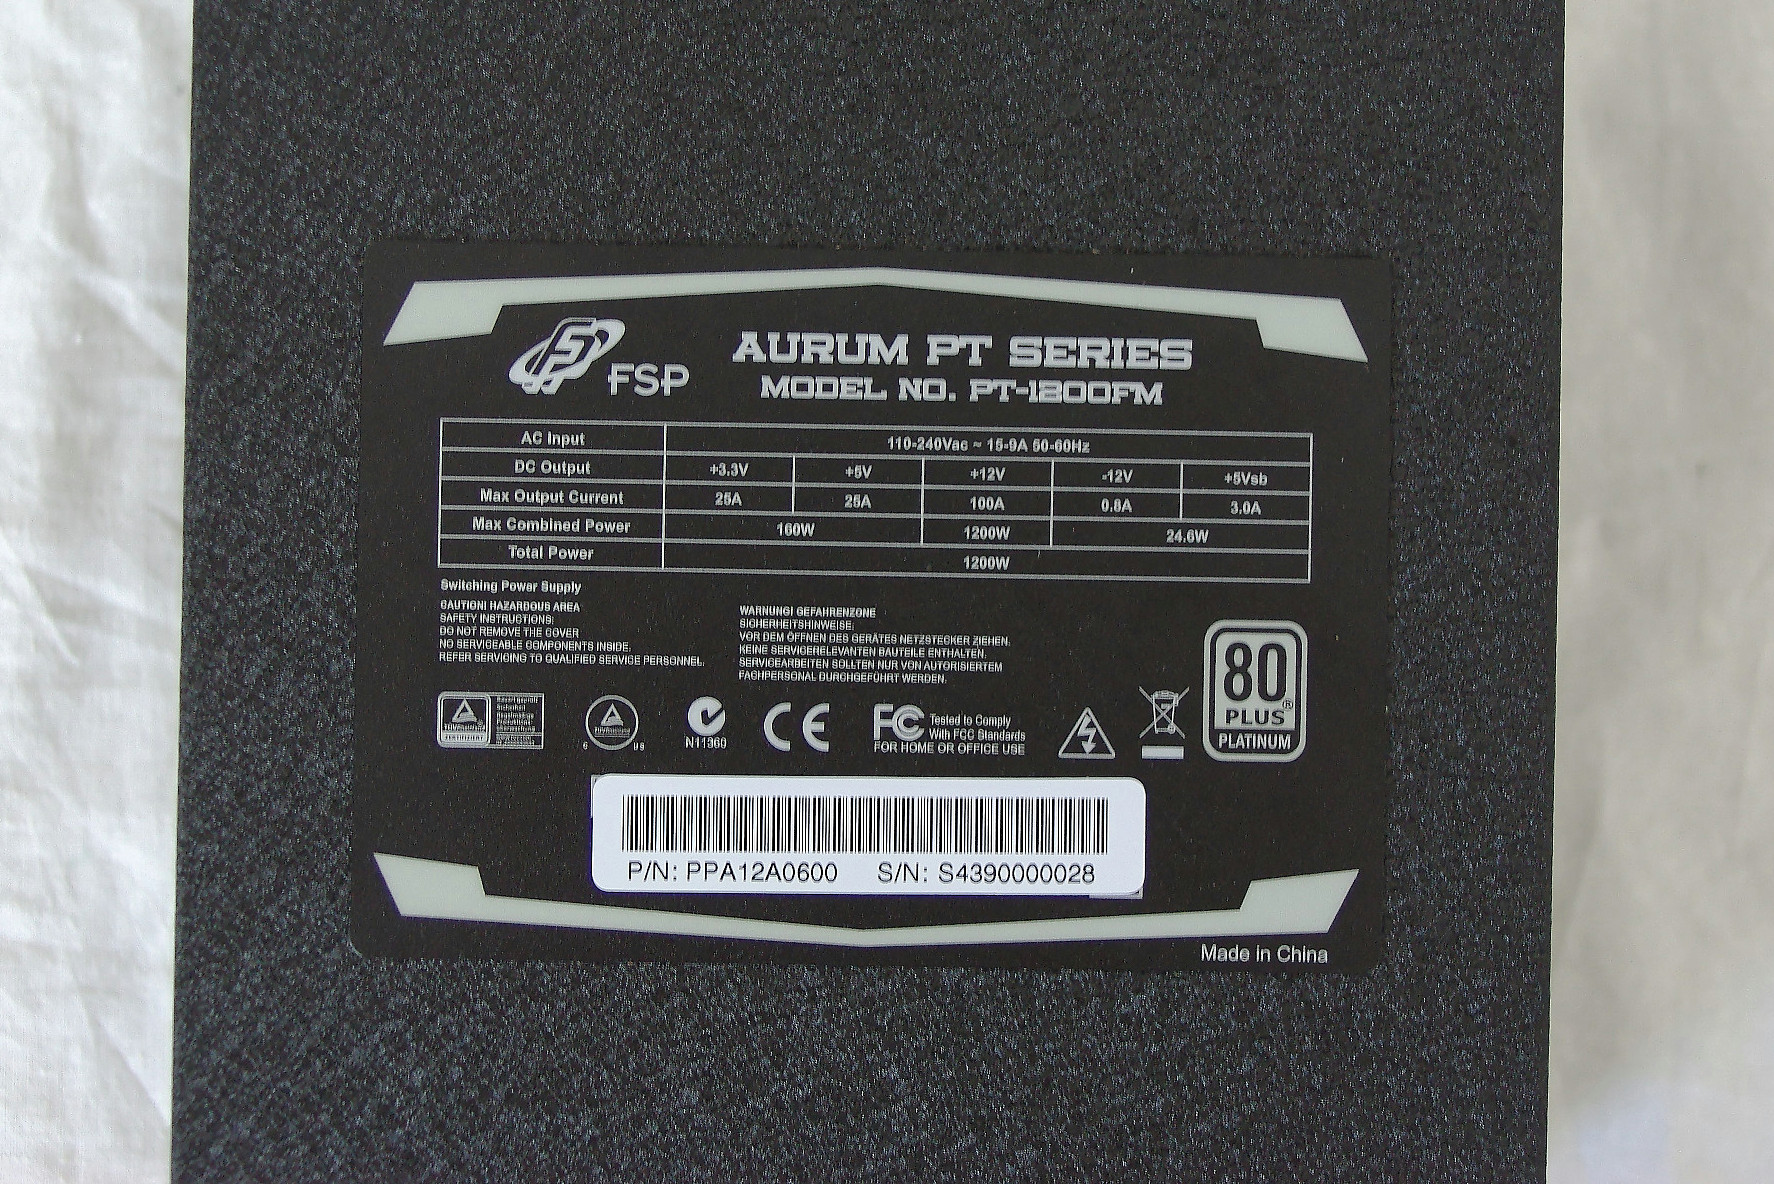 FSP
AURUM PT SERIES
MODEL NO. PT-1200FM
AC Input 110-240Vac ~ 15-9A 50-60Hz
DC Output +3.3V +5V +12V -12V +5Vsb
Max Output Current 25A 25A 100A 0.8A 3.0A
Max Combined Power 160W 1200W 24.6W
Total Power 1200W
Switching Power Supply
CAUTION! HAZARDOUS AREA
SAFETY INSTRUCTIONS:
DO NOT REMOVE THE COVER
NO SERVICEABLE COMPONENTS INSIDE.
REFER SERVICING TO QUALIFIED SERVICE PERSONNEL.
WARNUNG! GEFAHRENZONE
SICHERHEITSHINWEISE:
VOR DEM ÖFFNEN DES GERÄTES NETZSTECKER ZIEHEN.
KEINE SERVICERELEVANTEN BAUTEILE ENTHALTEN.
SERVICEARBEITEN SOLLTEN NUR VON AUTORISIERTEM
FACHPERSONAL DURCHGEFÜHRT WERDEN.
N11360
CE
FC Tested to Comply
With FCC Standards
FOR HOME OR OFFICE USE
80
PLUS®
PLATINUM
P/N: PPA12A0600 S/N: S4390000028
Made in China